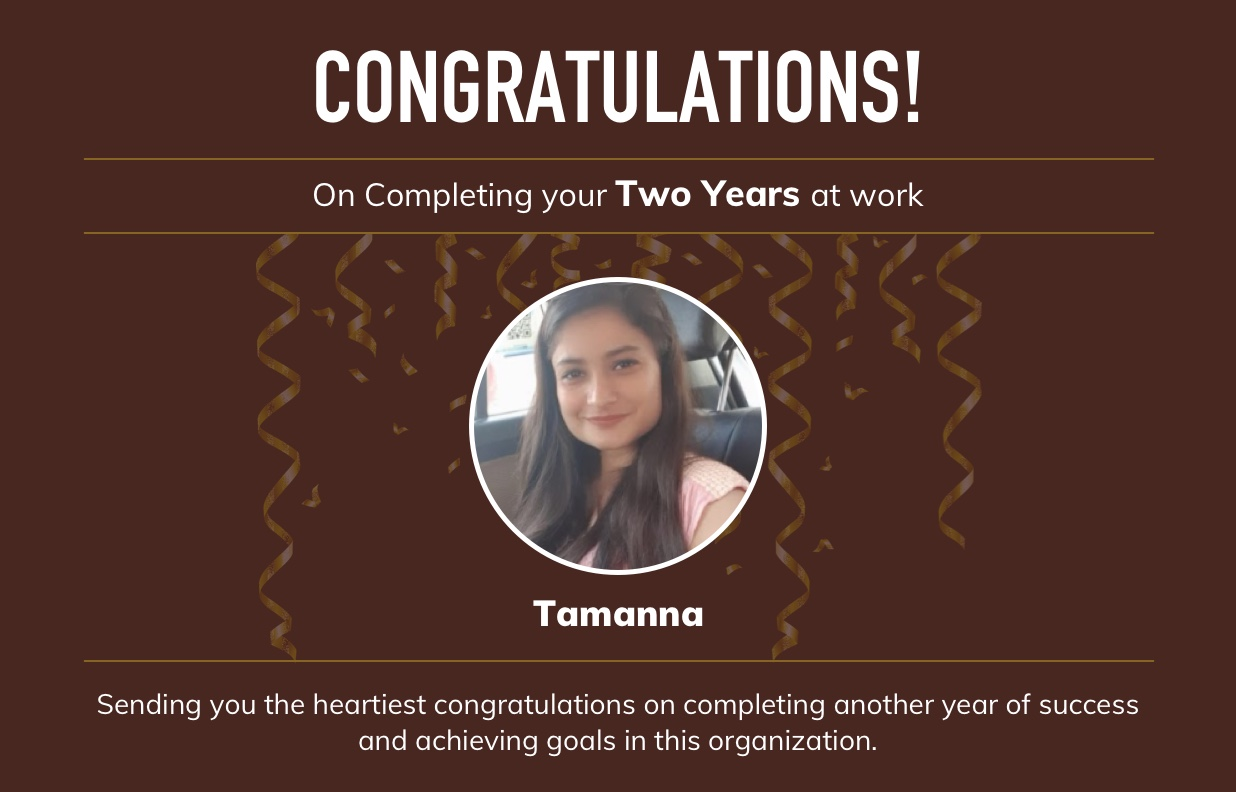 CONGRATULATIONS!
On Completing your Two Years at work
Tamanna
Sending you the heartiest congratulations on completing another year of success
and achieving goals in this organization.